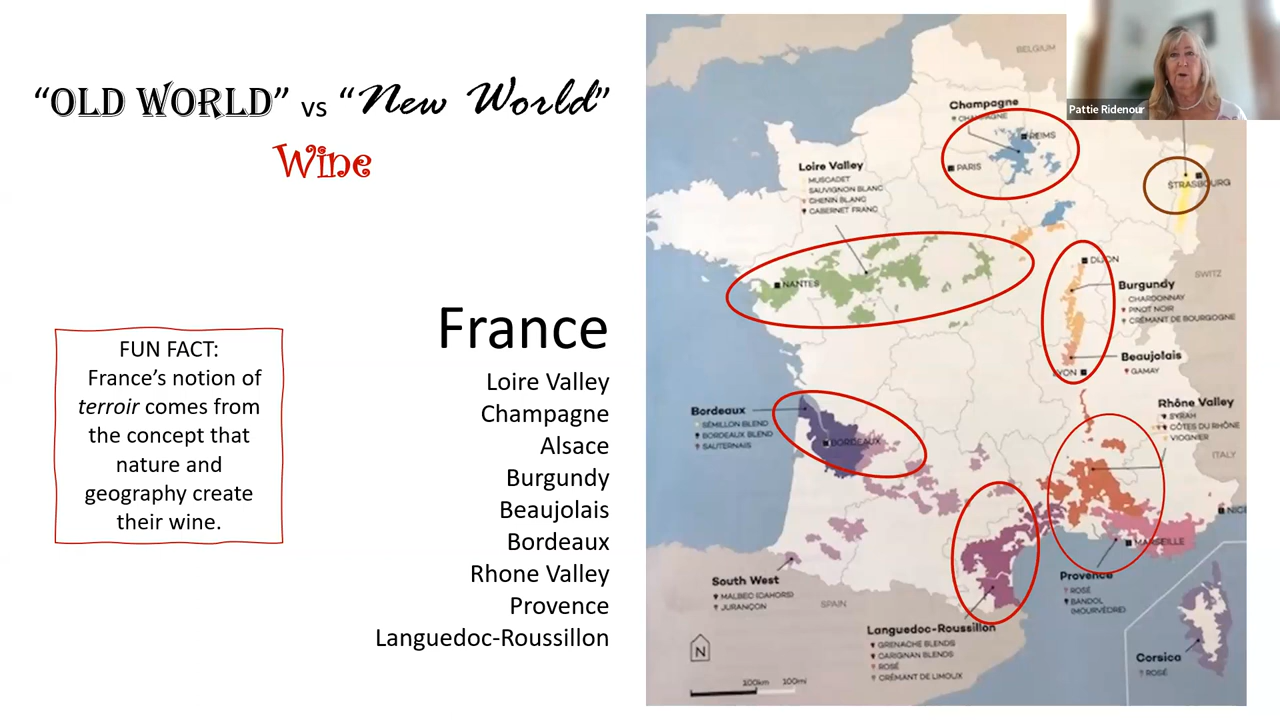 “OLD WORLD” vs “New World”
Wine
FUN FACT:
France’s notion of
terroir comes from
the concept that
nature and
geography create
their wine.
France
Loire Valley
Champagne
Alsace
Burgundy
Beaujolais
Bordeaux
Rhone Valley
Provence
Languedoc-Roussillon
Pattie Ridenour
BELGIUM
Champagne
CHAMPAGNE
REIMS
PARIS
Loire Valley
MUSCADET
SAUVIGNON BLANC
CHENIN BLANC
CABERNET FRANC
STRASBOURG
NANTES
DIJON
SWITZ
Burgundy
CHARDONNAY
PINOT NOIR
CRÉMANT DE BOURGOGNE
Beaujolais
GAMAY
LYON
Bordeaux
SÉMILLON BLEND
BORDEAUX BLEND
SAUTERNAIS
BORDEAUX
Rhône Valley
SYRAH
CÔTES DU RHÔNE
VIOGNIER
ITALY
NICE
MARSEILLE
South West
MALBEC (CAHORS)
JURANÇON
SPAIN
Provence
ROSÉ
BANDOL
(MOURVÈDRE)
Languedoc-Roussillon
GRENACHE BLENDS
CARIGNAN BLENDS
ROSÉ
CRÉMANT DE LIMOUX
Corsica
ROSÉ
N
100km 100mi